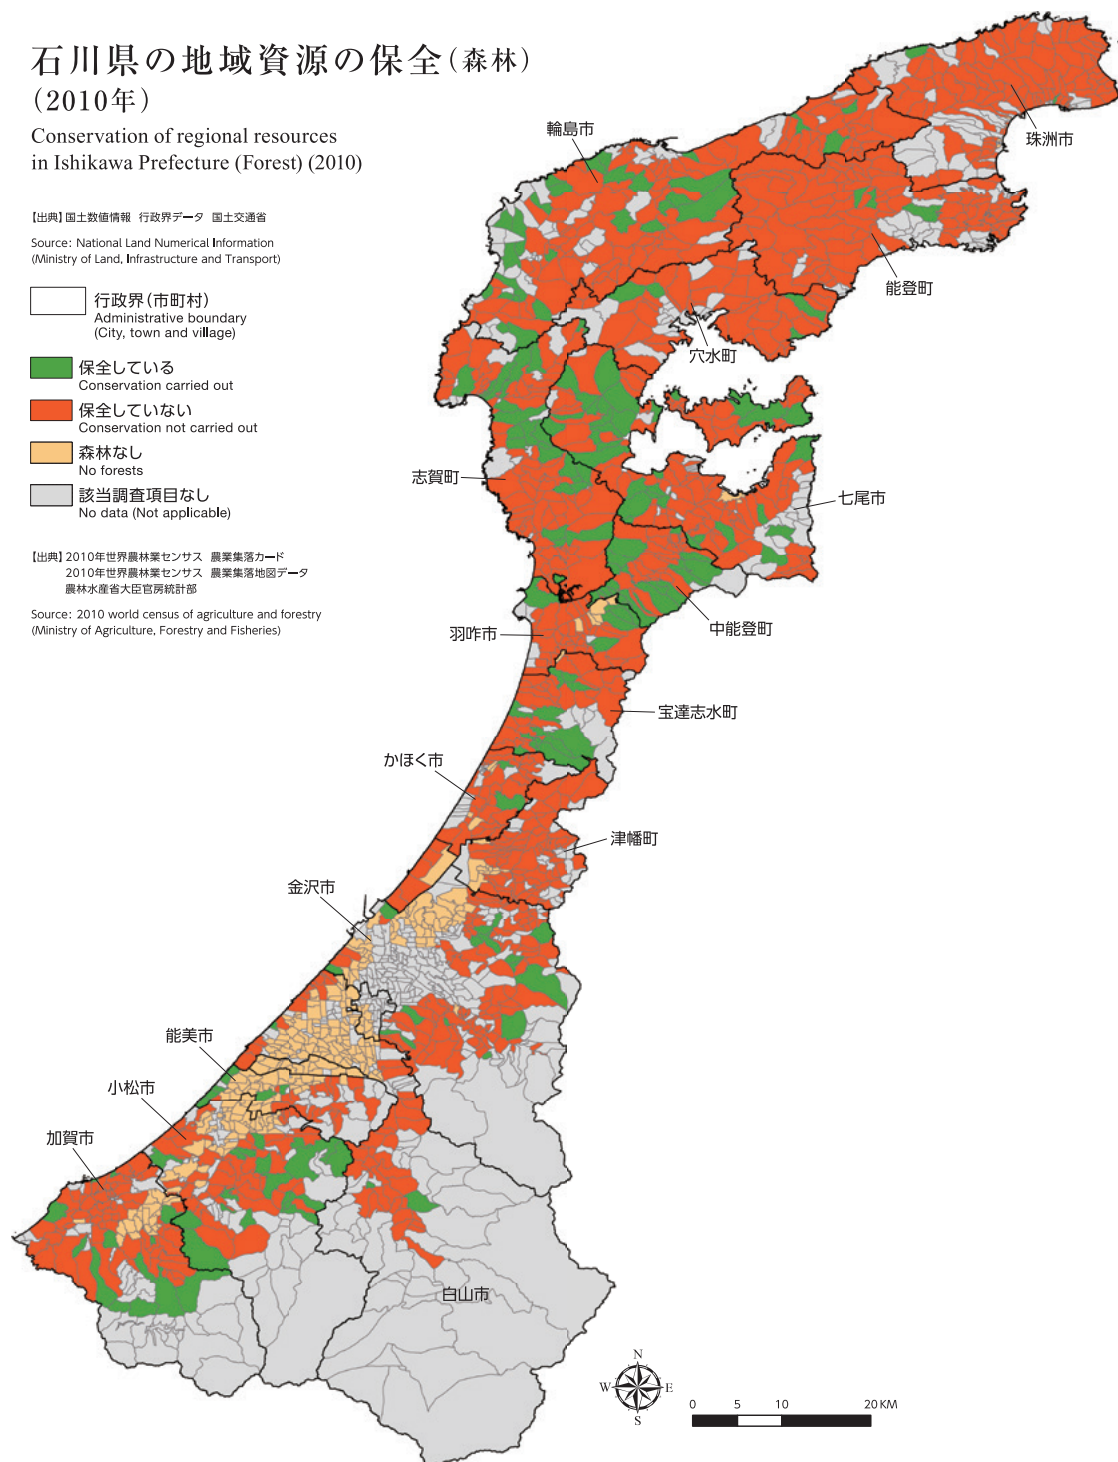 石川県の地域資源の保全(森林)
(2010年)
Conservation of regional resources
in Ishikawa Prefecture (Forest) (2010)
【出典】国土数値情報 行政界データ 国土交通省
Source: National Land Numerical Information
(Ministry of Land, Infrastructure and Transport)
行政界(市町村)
Administrative boundary
(City, town and village)
保全している
Conservation carried out
保全していない
Conservation not carried out
森林なし
No forests
該当調査項目なし
No data (Not applicable)
【出典】2010年世界農林業センサス 農業集落カード
2010年世界農林業センサス 農業集落地図データ
農林水産省大臣官房統計部
Source: 2010 world census of agriculture and forestry
(Ministry of Agriculture, Forestry and Fisheries)
輪島市
珠洲市
能登町
穴水町
志賀町
七尾市
中能登町
羽咋市
宝達志水町
かほく市
津幡町
金沢市
能美市
小松市
加賀市
白山市
N
W E
S
0 5 10 20 KM